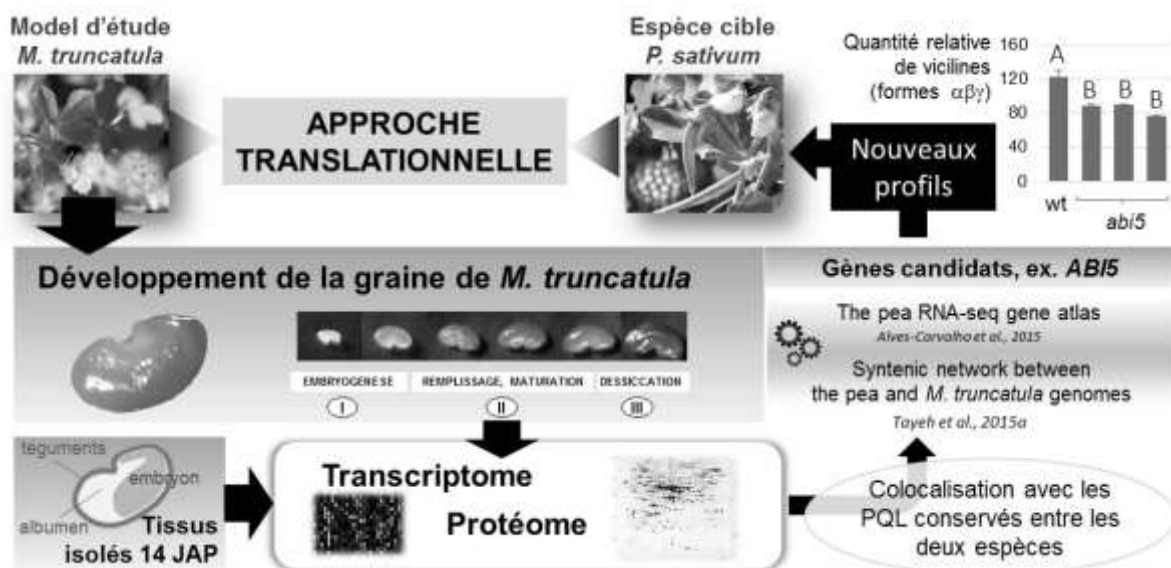 Model d'étude
M. truncatula
APPROCHE
TRANSLATIONNELLE
Espèce cible
P. sativum
Quantité relative
de vicilines
(formes αβγ)
160
120
80
40
0
A
B
B
B
wt
abi5
Nouveaux
profils
Développement de la graine de M. truncatula
EMBRYOGENESE
REMPLISSAGE, MATURATION
DESSICCATION
I
II
III
Gènes candidats, ex. ABI5
The pea RNA-seq gene atlas
Alves-Carvalho et al., 2015
Syntenic network between
the pea and M. truncatula genomes
Tayeh et al., 2015a
teguments
embryon
albumen
Tissus
isolés 14 JAP
Transcriptome
Protéome
Colocalisation avec les
PQL conservés entre les
deux espèces